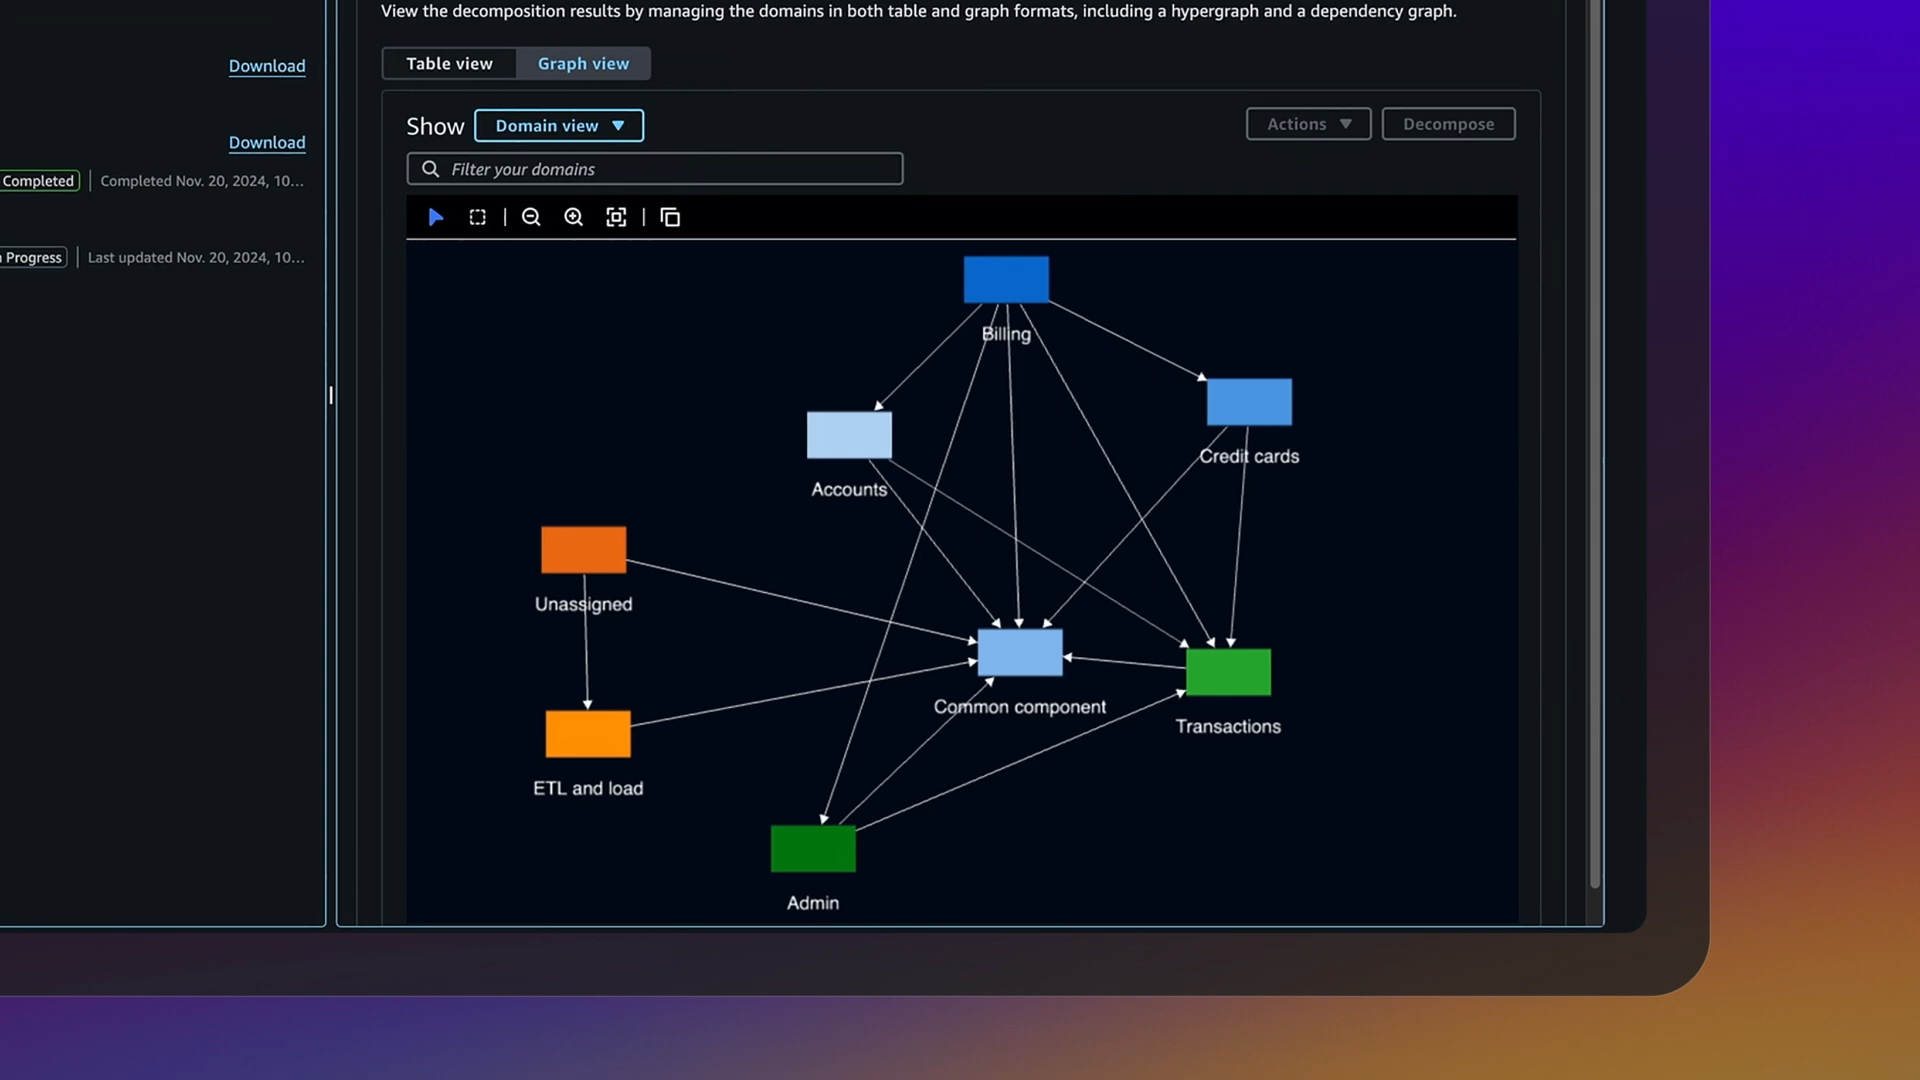 View the decomposition results by managing the domains in both table and graph formats, including a hypergraph and a dependency graph.
Download
Table view
Graph view
Show
Domain view
Actions
Decompose
Download
Filter your domains
Completed
Completed Nov. 20, 2024, 10...
Progress
Last updated Nov. 20, 2024, 10...
Billing
Credit cards
Accounts
Unassigned
Common component
Transactions
ETL and load
Admin